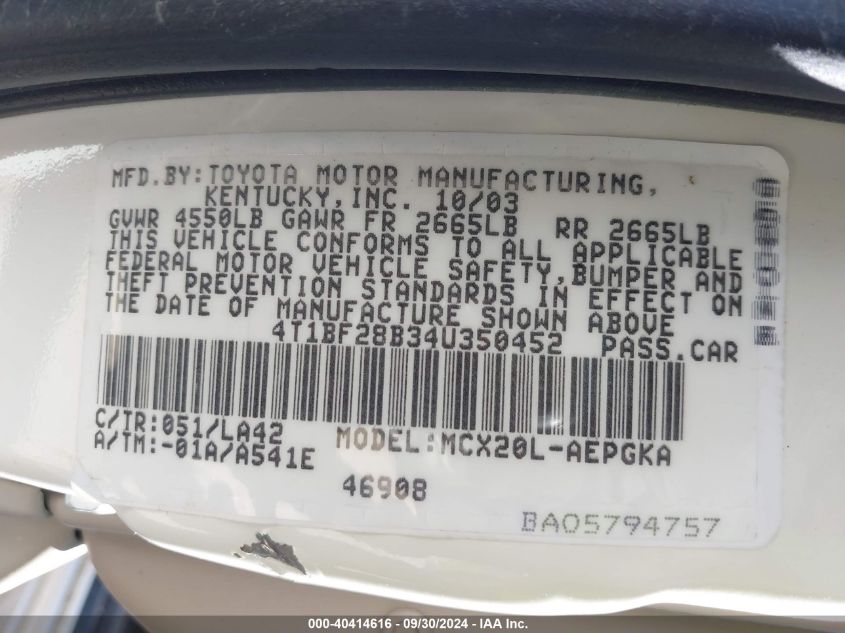 MFD.BY:TOYOTA MOTOR MANUFACTURING,
KENTUCKY,INC. 10/03
GVWR 4550LB GAWR FR 2665LB RR 2665LB
THIS VEHICLE CONFORMS TO ALL APPLICABLE
FEDERAL MOTOR VEHICLE SAFETY,BUMPER AND
THEFT PREVENTION STANDARDS IN EFFECT ON
THE DATE OF MANUFACTURE SHOWN ABOVE
4T1BF28B34U350452 PASS.CAR
C/TR:051/LA42 MODEL:MCX20L-AEPGKA
A/TM:-01A/A541E
46908
BA05794757
000-40414616 - 09/30/2024 - IAA Inc.